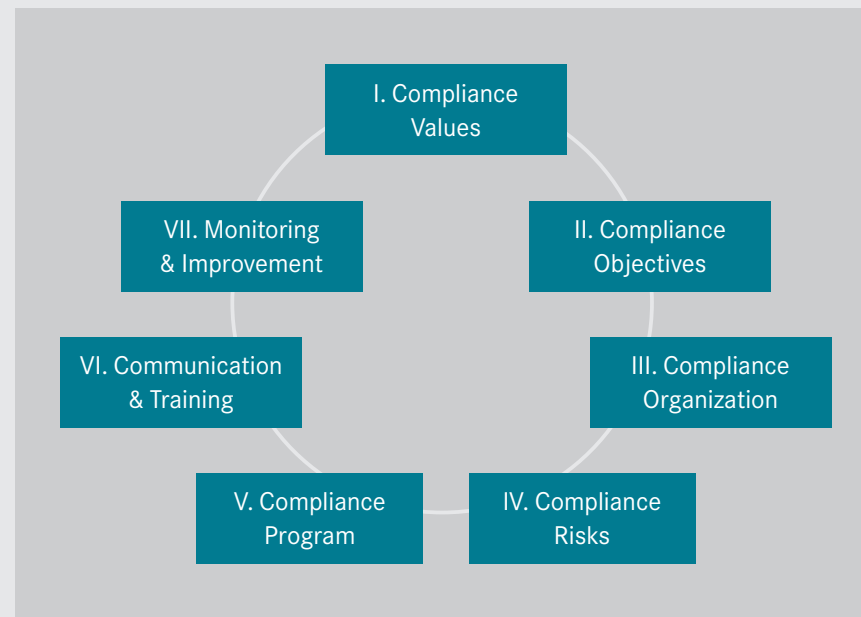 I. Compliance
Values
II. Compliance
Objectives
III. Compliance
Organization
IV. Compliance
Risks
V. Compliance
Program
VI. Communication
& Training
VII. Monitoring
& Improvement